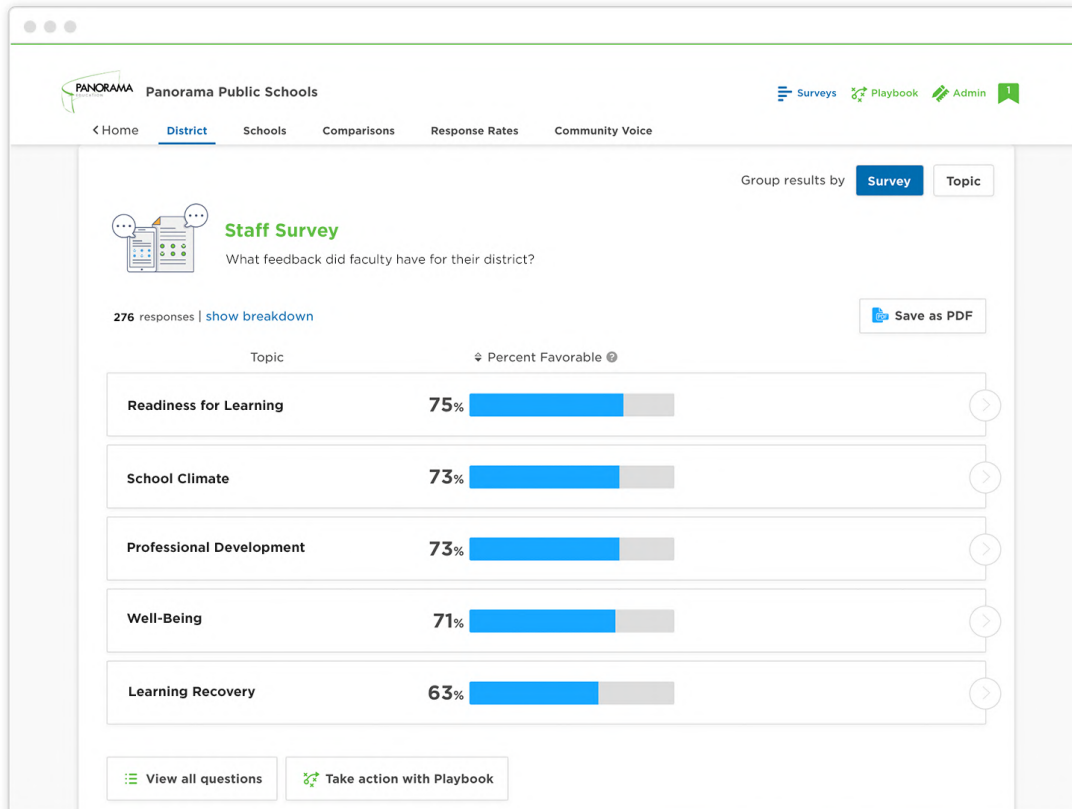 PANORAMA
EDUCATION
Panorama Public Schools
Surveys
Playbook
Admin
1
Home
District
Schools
Comparisons
Response Rates
Community Voice
Group results by
Survey
Topic
Staff Survey
What feedback did faculty have for their district?
276 responses | show breakdown
Save as PDF
Topic
Percent Favorable ?
Readiness for Learning
75%
School Climate
73%
Professional Development
73%
Well-Being
71%
Learning Recovery
63%
View all questions
Take action with Playbook